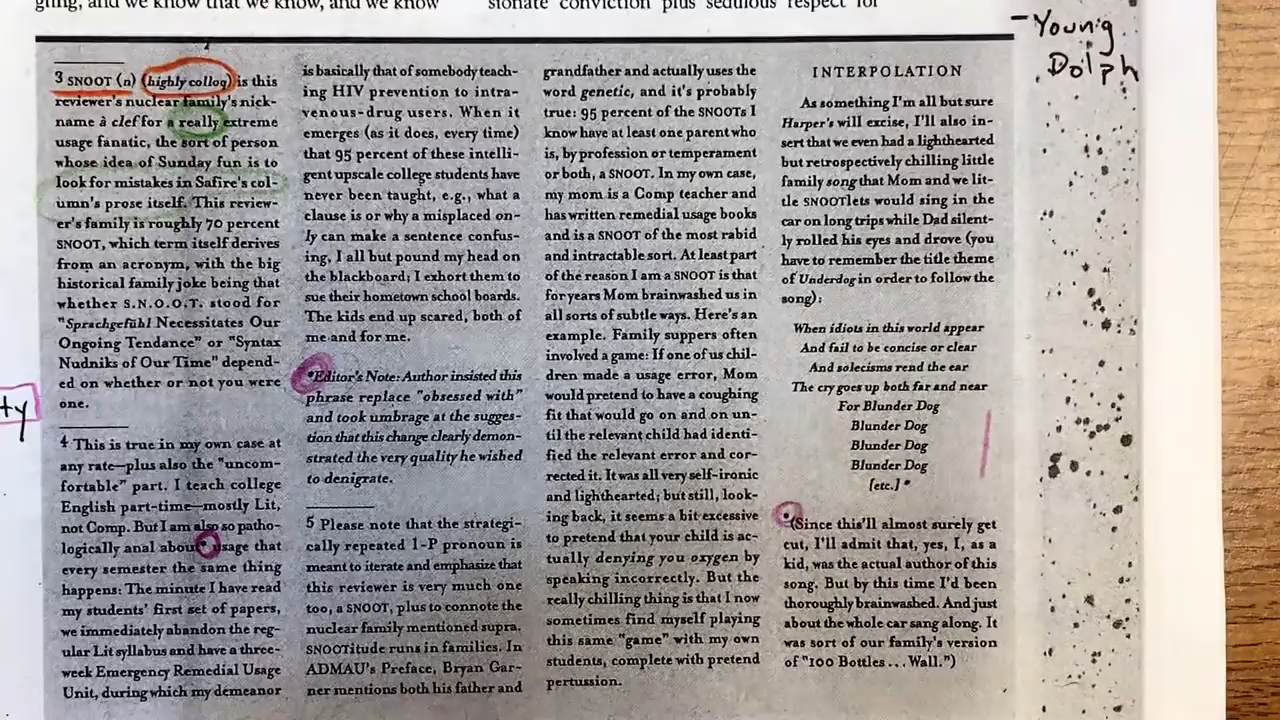 ging, and we know that we know, and we know
sionate conviction plus sedulous respect for
- Young
Dolph
3 SNOOT (n) (highly colloq) is this
reviewer's nuclear family's nick-
name à clef for a really extreme
usage fanatic, the sort of person
whose idea of Sunday fun is to
look for mistakes in Safire's col-
umn's prose itself. This review-
er's family is roughly 70 percent
SNOOT, which term itself derives
from an acronym, with the big
historical family joke being that
whether S.N.O.O.T. stood for
"Sprachgefühl Necessitates Our
Ongoing Tendance" or "Syntax
Nudniks of Our Time" depend-
ed on whether or not you were
one.
ty
4 This is true in my own case at
any rate—plus also the "uncom-
fortable" part. I teach college
English part-time—mostly Lit,
not Comp. But I am also so patho-
logically anal about* usage that
every semester the same thing
happens: The minute I have read
my students' first set of papers,
we immediately abandon the reg-
ular Lit syllabus and have a three-
week Emergency Remedial Usage
Unit, during which my demeanor
is basically that of somebody teach-
ing HIV prevention to intra-
venous-drug users. When it
emerges (as it does, every time)
that 95 percent of these intelli-
gent upscale college students have
never been taught, e.g., what a
clause is or why a misplaced on-
ly can make a sentence confus-
ing, I all but pound my head on
the blackboard; I exhort them to
sue their hometown school boards.
The kids end up scared, both of
me and for me.
*Editor's Note: Author insisted this
phrase replace "obsessed with"
and took umbrage at the sugges-
tion that this change clearly demon-
strated the very quality he wished
to denigrate.
5 Please note that the strategi-
cally repeated 1-P pronoun is
meant to iterate and emphasize that
this reviewer is very much one
too, a SNOOT, plus to connote the
nuclear family mentioned supra.
SNOOTitude runs in families. In
ADMAU's Preface, Bryan Gar-
ner mentions both his father and
grandfather and actually uses the
word genetic, and it's probably
true: 95 percent of the SNOOTs I
know have at least one parent who
is, by profession or temperament
or both, a SNOOT. In my own case,
my mom is a Comp teacher and
has written remedial usage books
and is a SNOOT of the most rabid
and intractable sort. At least part
of the reason I am a SNOOT is that
for years Mom brainwashed us in
all sorts of subtle ways. Here's an
example. Family suppers often
involved a game: If one of us chil-
dren made a usage error, Mom
would pretend to have a coughing
fit that would go on and on un-
til the relevant child had identi-
fied the relevant error and cor-
rected it. It was all very self-ironic
and lighthearted; but still, look-
ing back, it seems a bit excessive
to pretend that your child is ac-
tually denying you oxygen by
speaking incorrectly. But the
really chilling thing is that I now
sometimes find myself playing
this same "game" with my own
students, complete with pretend
pertussion.
INTERPOLATION
As something I'm all but sure
Harper's will excise, I'll also in-
sert that we even had a lighthearted
but retrospectively chilling little
family song that Mom and we lit-
tle SNOOTlets would sing in the
car on long trips while Dad silent-
ly rolled his eyes and drove (you
have to remember the title theme
of Underdog in order to follow the
song):
When idiots in this world appear
And fail to be concise or clear
And solecisms rend the ear
The cry goes up both far and near
For Blunder Dog
Blunder Dog
Blunder Dog
Blunder Dog
[etc.]*
*(Since this'll almost surely get
cut, I'll admit that, yes, I, as a
kid, was the actual author of this
song. But by this time I'd been
thoroughly brainwashed. And just
about the whole car sang along. It
was sort of our family's version
of "100 Bottles . . . Wall.")